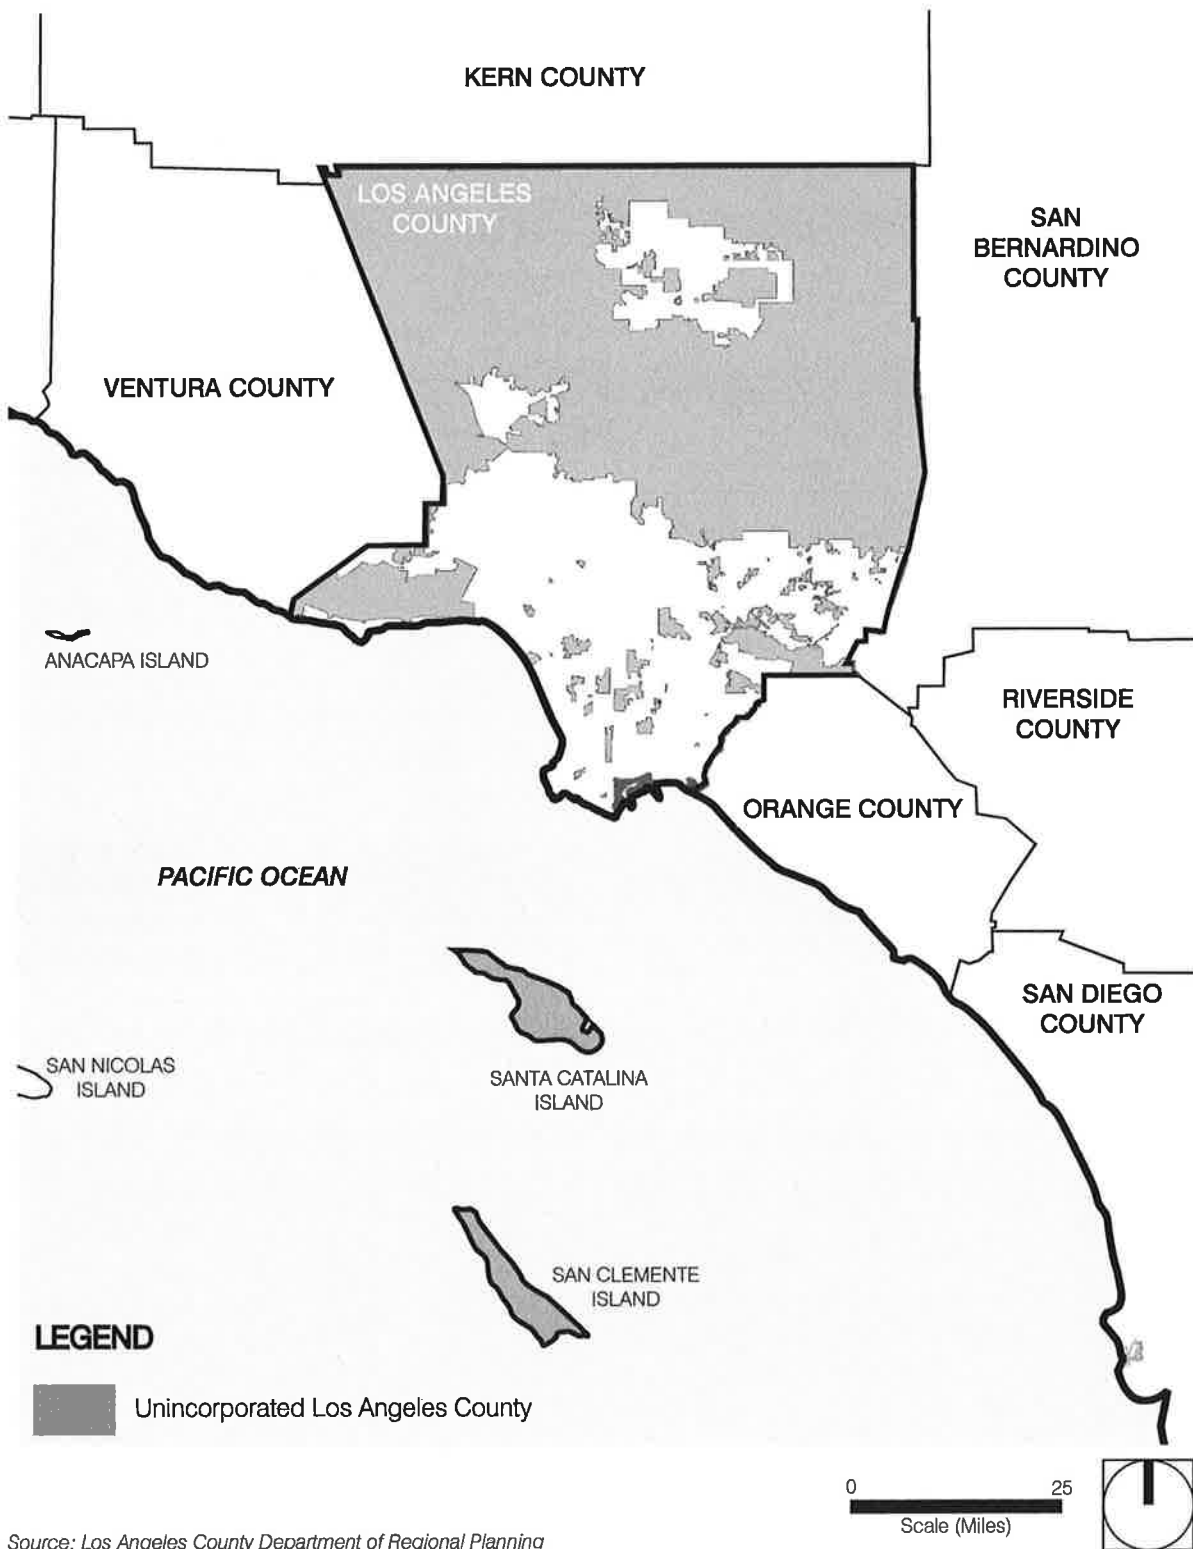 KERN COUNTY
LOS ANGELES
COUNTY
SAN
BERNARDINO
COUNTY
VENTURA COUNTY
ANACAPA ISLAND
RIVERSIDE
COUNTY
ORANGE COUNTY
PACIFIC OCEAN
SAN DIEGO
COUNTY
SAN NICOLAS
ISLAND
SANTA CATALINA
ISLAND
SAN CLEMENTE
ISLAND
LEGEND
Unincorporated Los Angeles County
0 25
Scale (Miles)
Source: Los Angeles County Department of Regional Planning